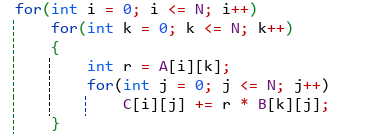 for(int i = 0; i <= N; i++)
for(int k = 0; k <= N; k++)
{
int r = A[i][k];
for(int j = 0; j <= N; j++)
C[i][j] += r * B[k][j];
}